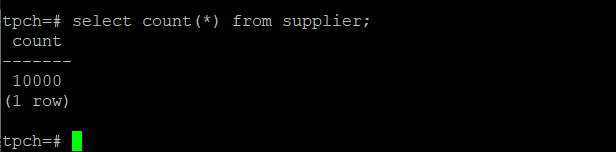 tpch=# select count(*) from supplier;
count
-------
10000
(1 row)
tpch=#